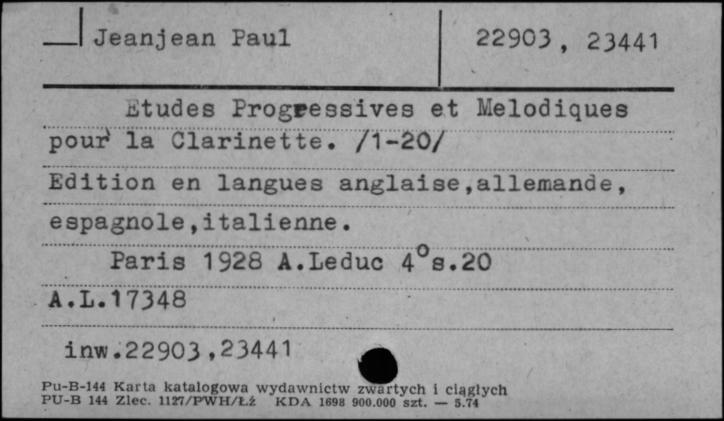 Jeanjean Paul 22903, 23441
Etudes Progressives et Melodiques
pour la Clarinette. /1-20/
Edition en langues anglaise,allemande,
espagnole,italienne.
Paris 1928 A.Leduc 4°s.20
A.L.17348
inw.22903,23441
Pu-B-144 Karta katalogowa wydawnictw zwartych i ciągłych
PU-B 144 Zlec. 1127/PWH/Łź KDA 1698 900.000 szt. — 5.74